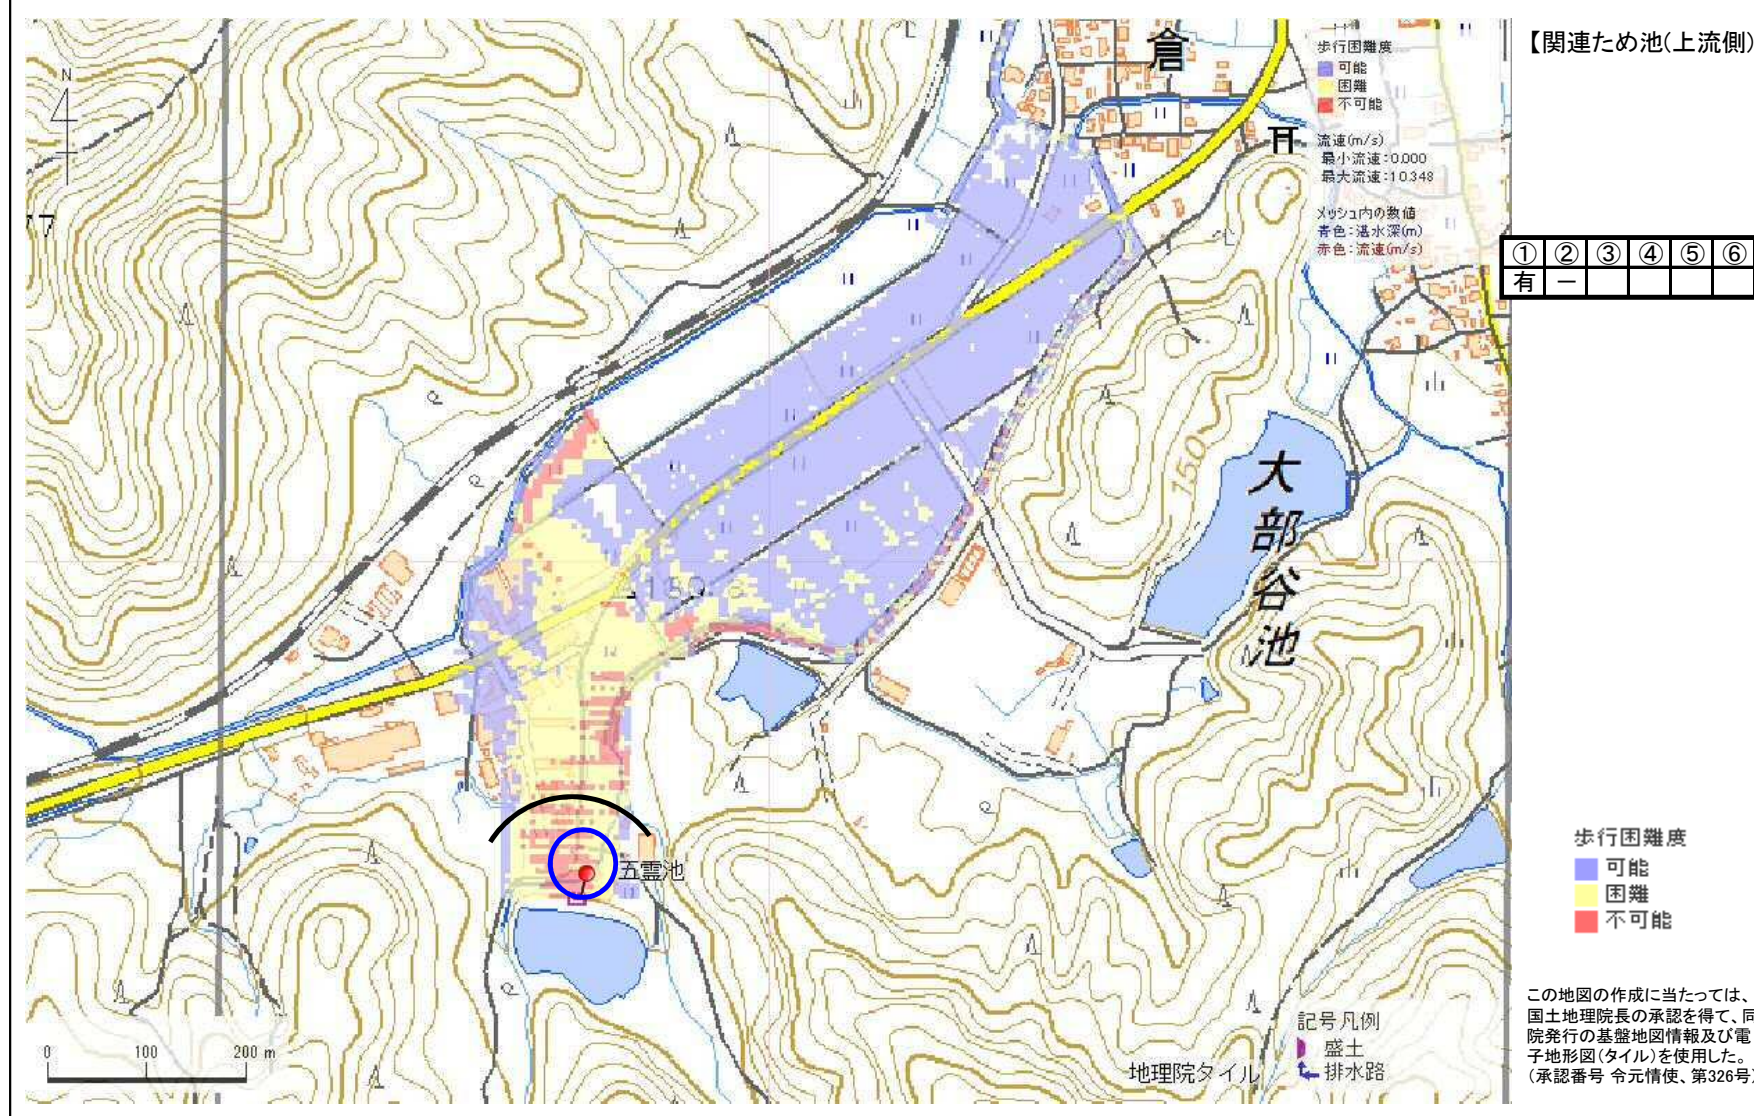 N
77
倉
歩行困難度
可能
困難
不可能
流速(m/s)
最小流速:0.000
最大流速:10.348
メッシュ内の数値
青色:湛水深(m)
赤色:流速(m/s)
【関連ため池(上流側)
① ② ③ ④ ⑤ ⑥
有 －
150
大部谷池
五霊池
歩行困難度
可能
困難
不可能
この地図の作成に当たっては、
国土地理院長の承認を得て、同
院発行の基盤地図情報及び電
子地形図(タイル)を使用した。
(承認番号 令元情使、第326号)
記号凡例
盛土
排水路
地理院タイル
0 100 200 m